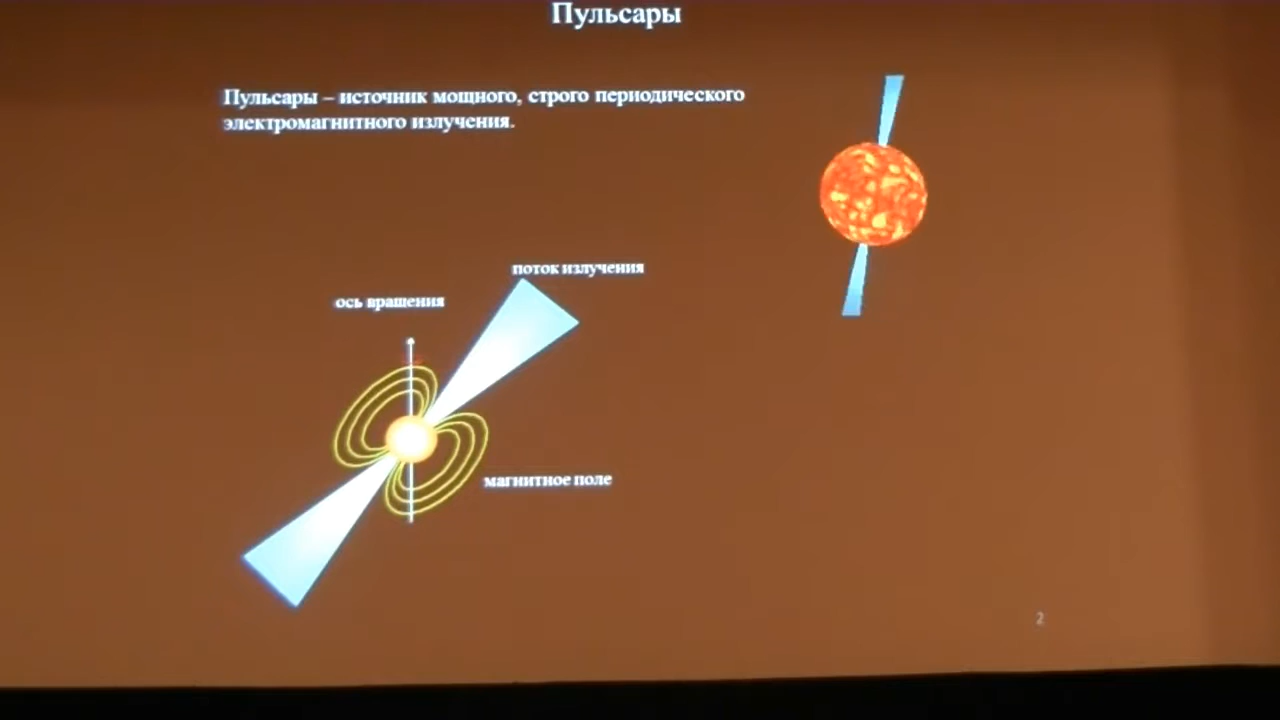 Пульсары
Пульсары – источник мощного, строго периодического
электромагнитного излучения.
поток излучения
ось вращения
магнитное поле
2